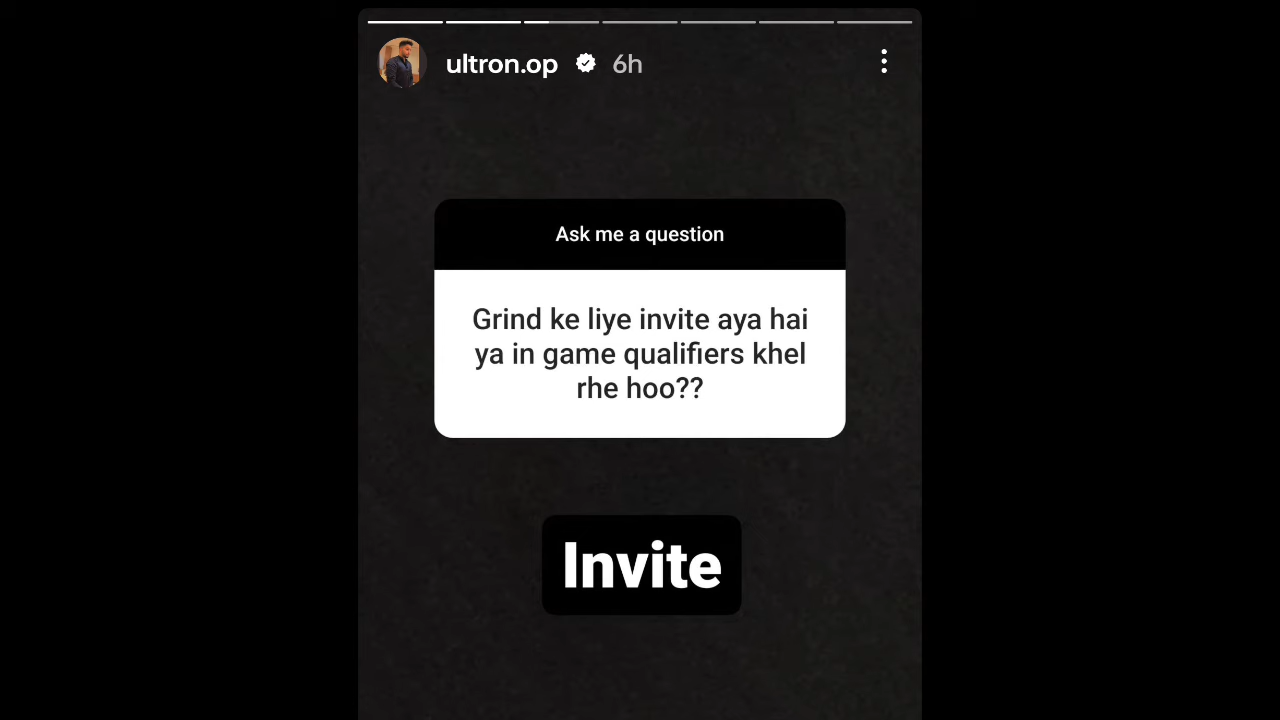 ultron.op 6h
Ask me a question
Grind ke liye invite aya hai
ya in game qualifiers khel
rhe hoo??
Invite